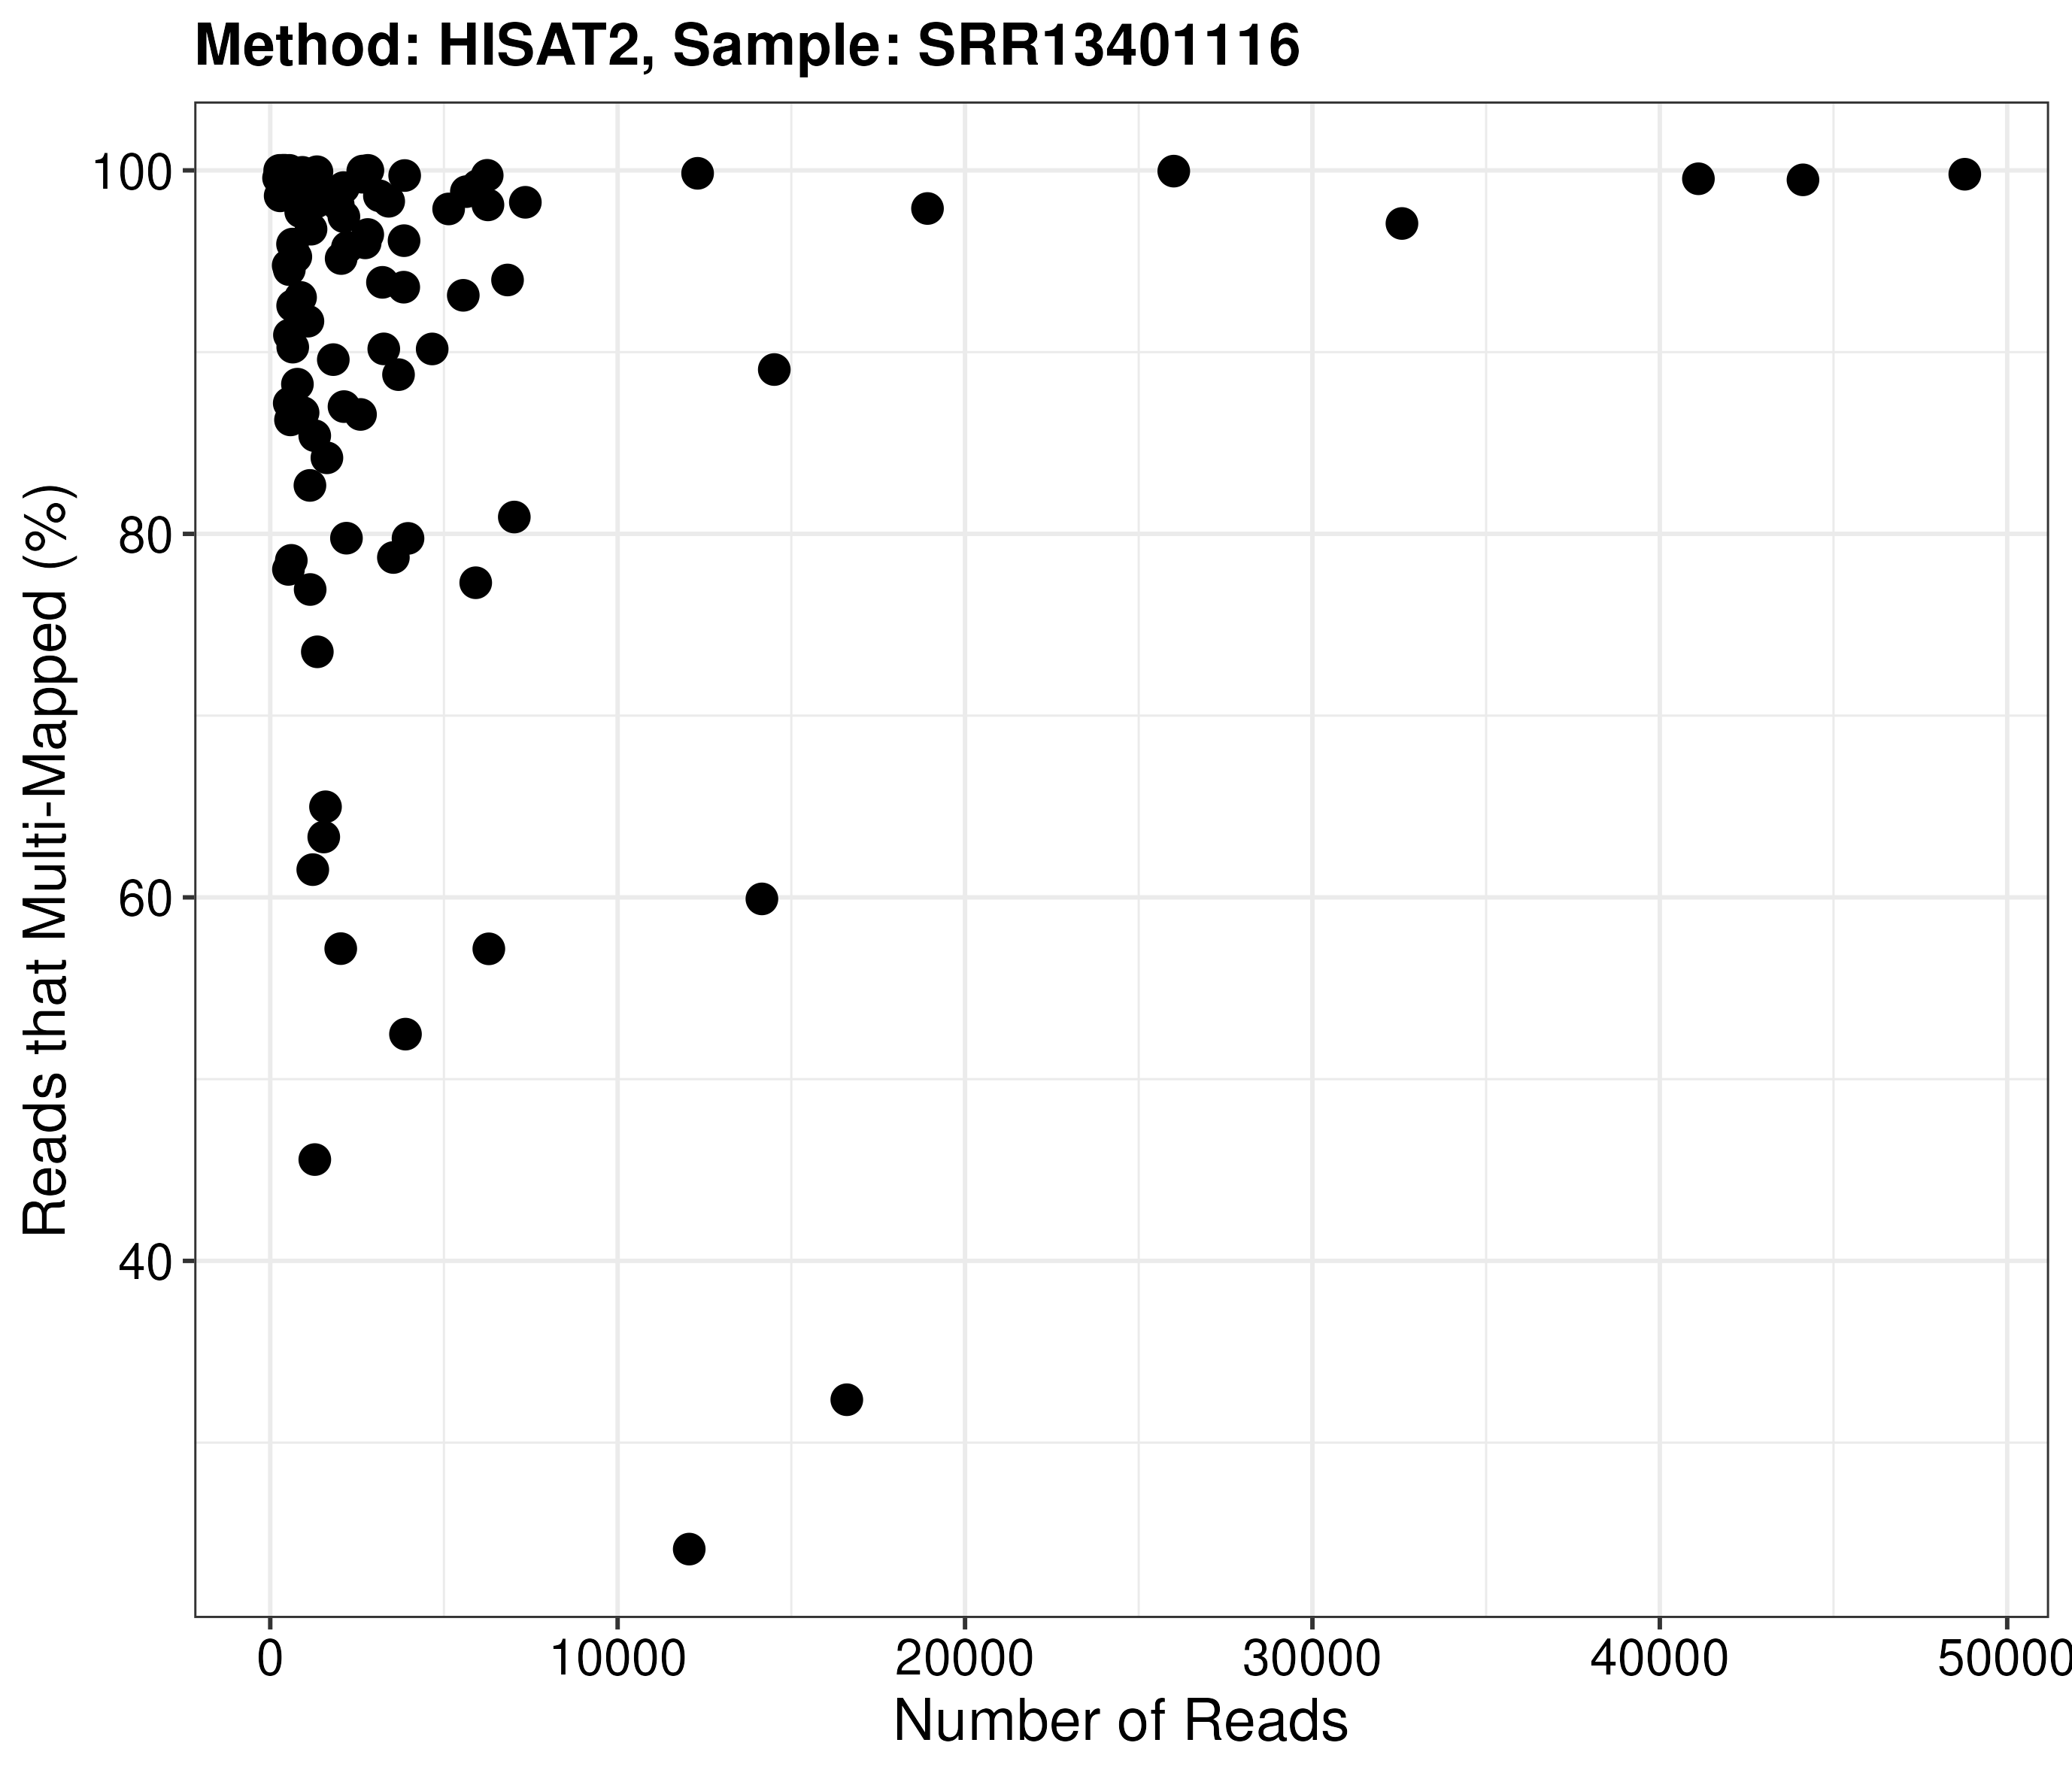 Method: HISAT2, Sample: SRR13401116
Reads that Multi-Mapped (%)
100
80
60
40
0 10000 20000 30000 40000 50000
Number of Reads